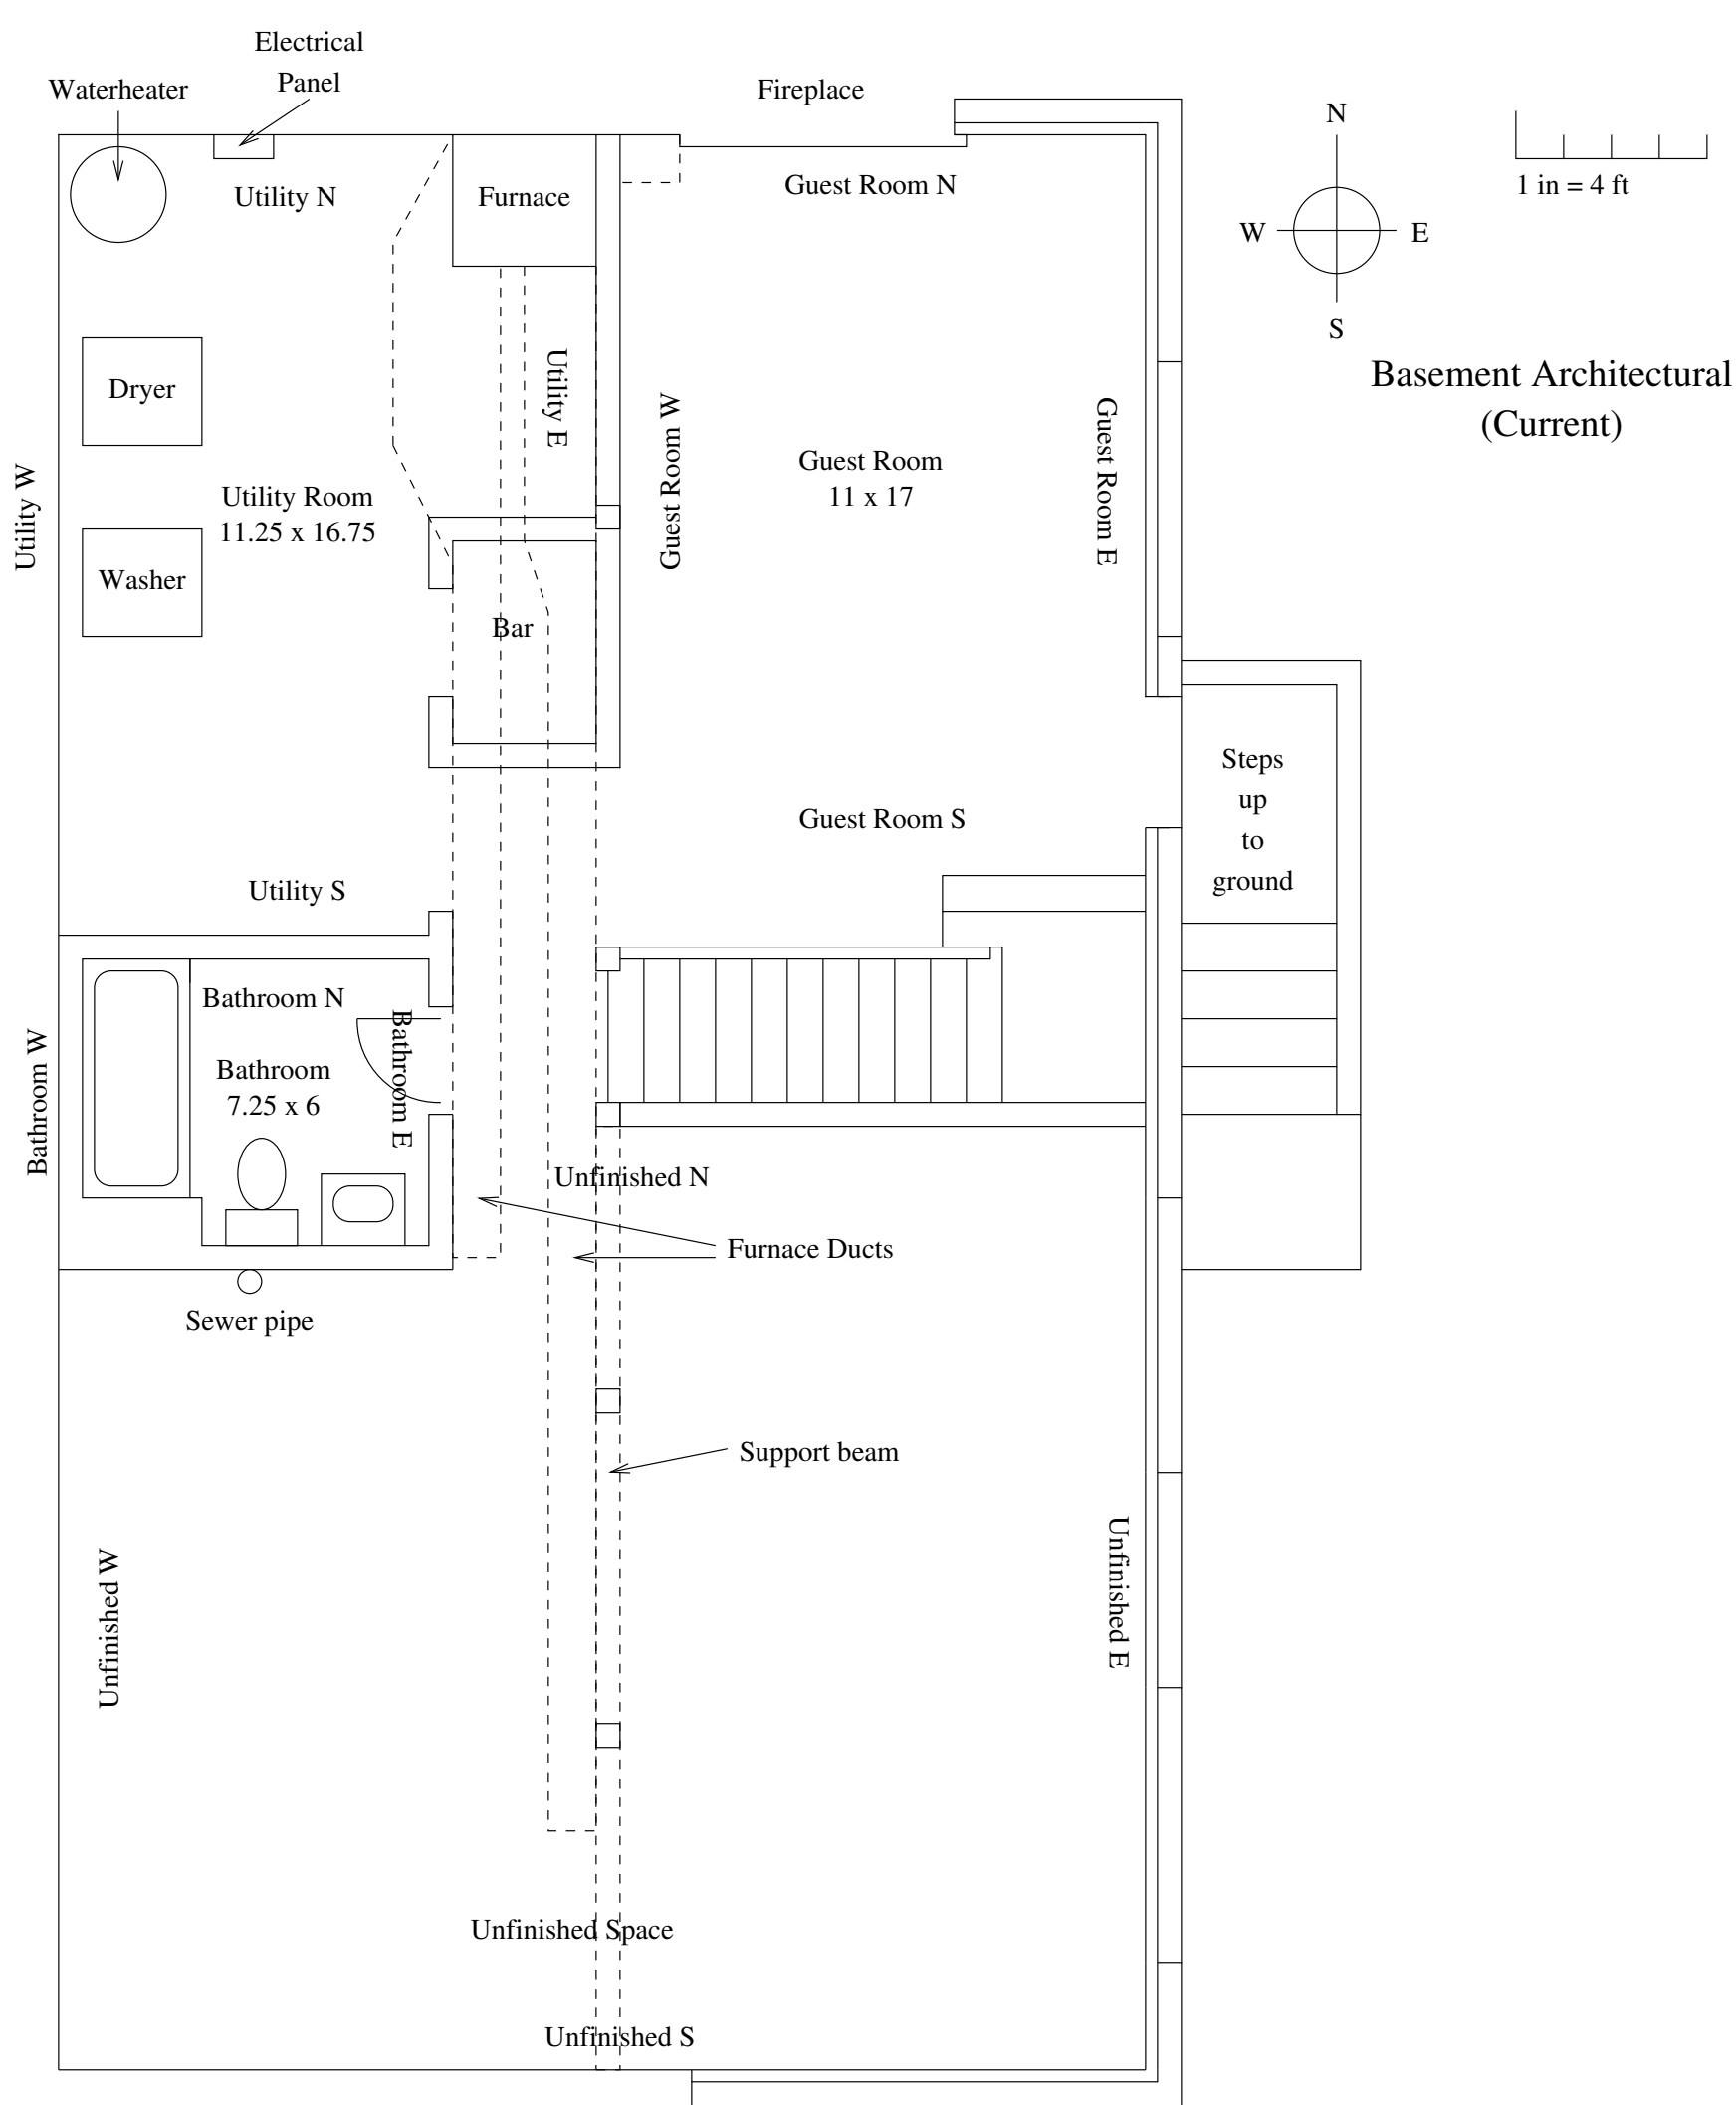 Electrical
Panel
Waterheater
Fireplace
N
W
E
S
1 in = 4 ft
Basement Architectural
(Current)
Utility N
Furnace
Guest Room N
Dryer
Utility E
Guest Room W
Guest Room
11 x 17
Guest Room E
Utility W
Utility Room
11.25 x 16.75
Washer
Bar
Steps
up
to
ground
Guest Room S
Utility S
Bathroom N
Bathroom W
Bathroom
7.25 x 6
Bathroom E
Unfinished N
Furnace Ducts
Sewer pipe
Support beam
Unfinished W
Unfinished E
Unfinished Space
Unfinished S